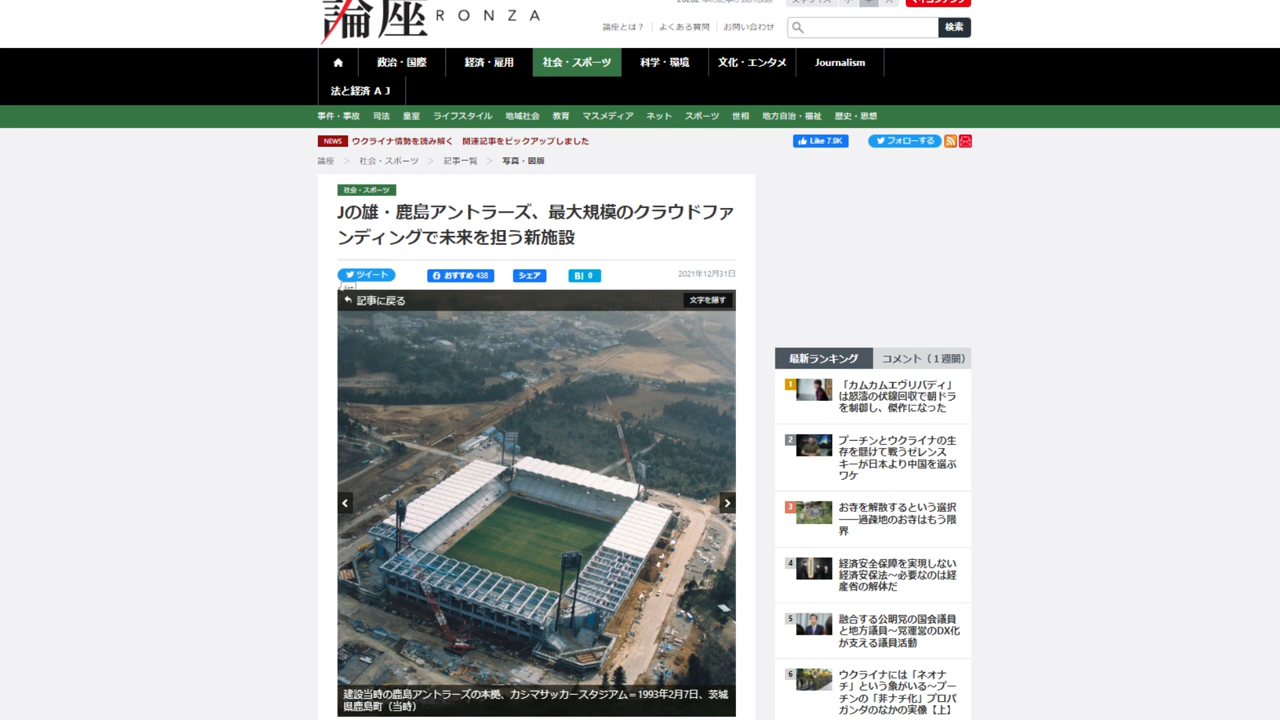 論座 RONZA
論座とは？ よくある質問 お問い合わせ 検索
政治・国際 経済・雇用 社会・スポーツ 科学・環境 文化・エンタメ Journalism
法と経済 A J
事件・事故 司法 皇室 ライフスタイル 地域社会 教育 マスメディア ネット スポーツ 世相 地方自治・福祉 歴史・思想
NEWS ウクライナ情勢を読み解く 関連記事をピックアップしました
Like 7.9K フォローする
論座 > 社会・スポーツ > 記事一覧 > 写真・図版
社会・スポーツ
Jの雄・鹿島アントラーズ、最大規模のクラウドファ
ンディングで未来を担う新施設
ツイート おすすめ 438 シェア B! 0 2021年12月31日
記事に戻る 文字を隠す
建設当時の鹿島アントラーズの本拠、カシマサッカースタジアム＝1993年2月7日、茨城
県鹿島町（当時）
最新ランキング コメント（１週間）
1 「カムカムエヴリバディ」
は怒濤の伏線回収で朝ドラ
を制御し、傑作になった
2 プーチンとウクライナの生
存を懸けて戦うゼレンス
キーが日本より中国を選ぶ
ワケ
3 お寺を解散するという選択
――過疎地のお寺はもう限
界
4 経済安全保障を実現しない
経済安保法～必要なのは経
産省の解体だ
5 融合する公明党の国会議員
と地方議員～党運営のDX化
が支える議員活動
6 ウクライナには「ネオナ
チ」という象がいる～プー
チンの「非ナチ化」プロパ
ガンダのなかの実像【上】